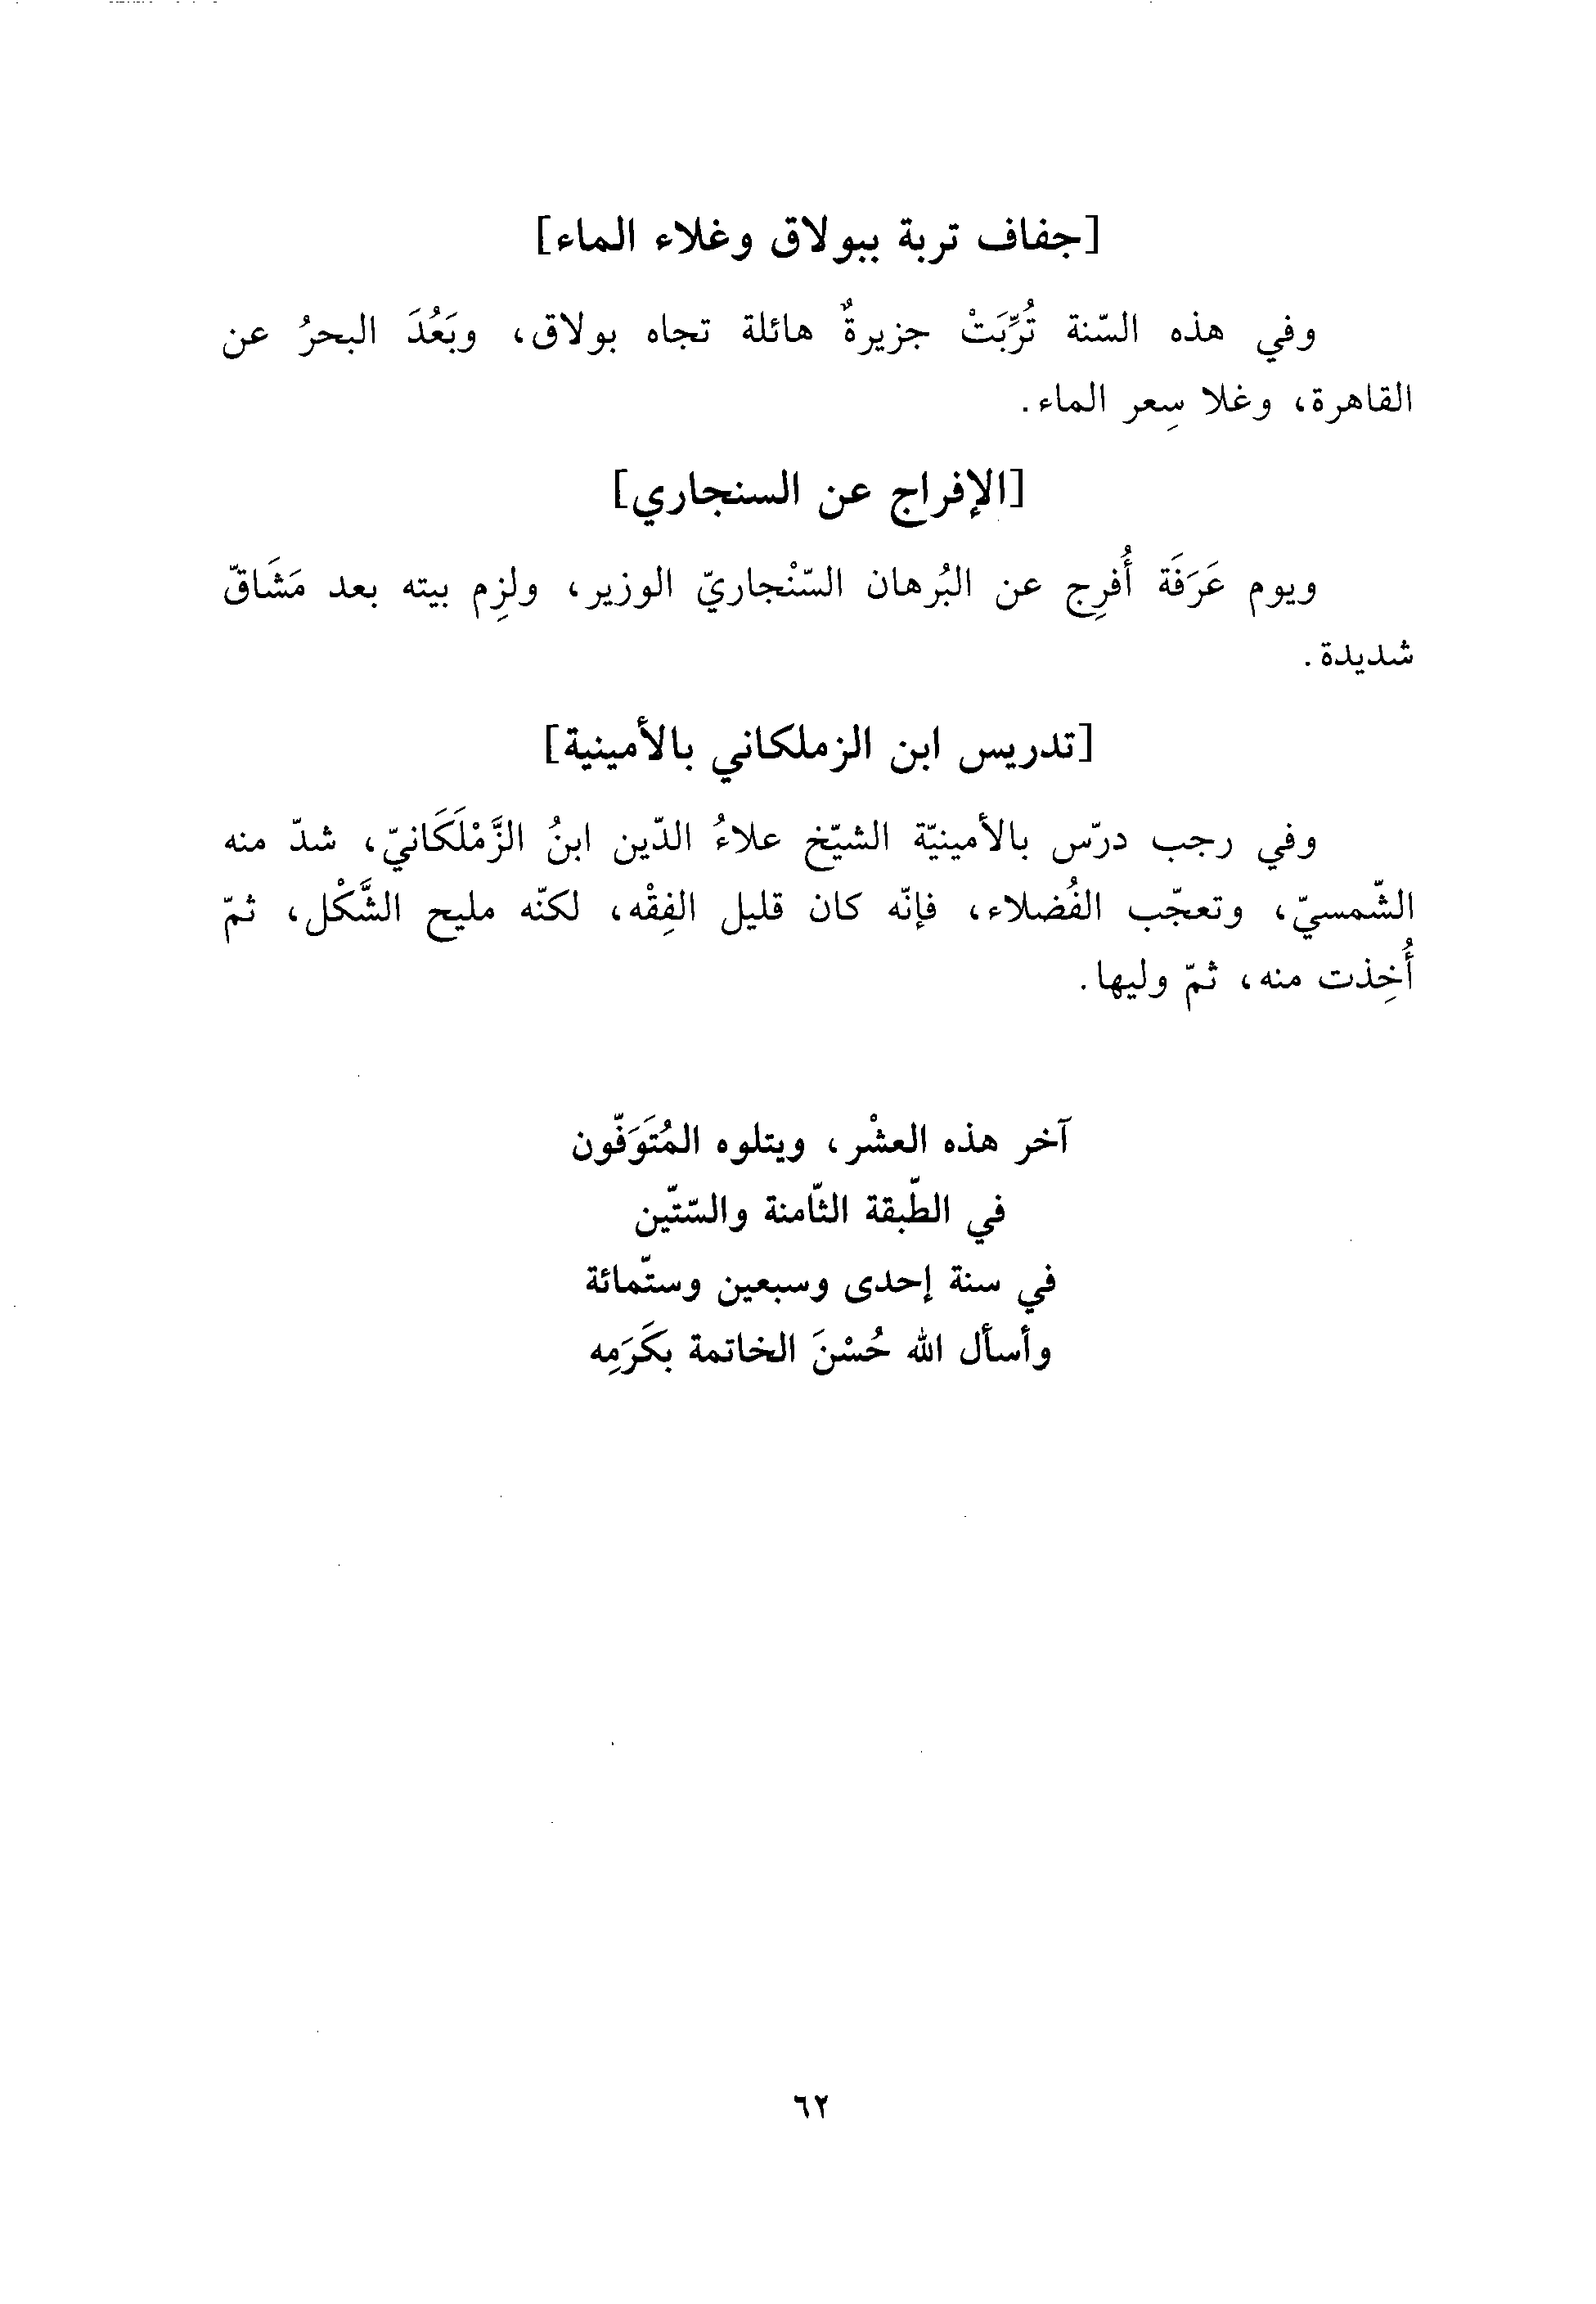 [جفاف تربة ببولاق وغلاء الماء]
وفي هذه السّنة تُرِّبَتْ جزيرةٌ هائلة تجاه بولاق، وبَعُدَ البحرُ عن
القاهرة، وغلا سِعر الماء.
[الإفراج عن السنجاري]
ويوم عَرَفَة أُفرِج عن البُرهان السّنْجاريّ الوزير، ولزِم بيته بعد مَشَاقّ
شديدة.
[تدريس ابن الزملكاني بالأمينية]
وفي رجب درّس بالأمينيّة الشيّخ علاءُ الدّين ابنُ الزَّمْلَكَانيّ، شدّ منه
الشّمسيّ، وتعجّب الفُضلاء، فإنّه كان قليل الفِقْه، لكنّه مليح الشَّكْل، ثمّ
أُخِذت منه، ثمّ وليها.
آخر هذه العشْر، ويتلوه المُتَوَفّون
في الطّبقة الثّامنة والسّتّين
في سنة إحدى وسبعين وستّمائة
وأسأل الله حُسْنَ الخاتمة بكَرَمِه
٦٢